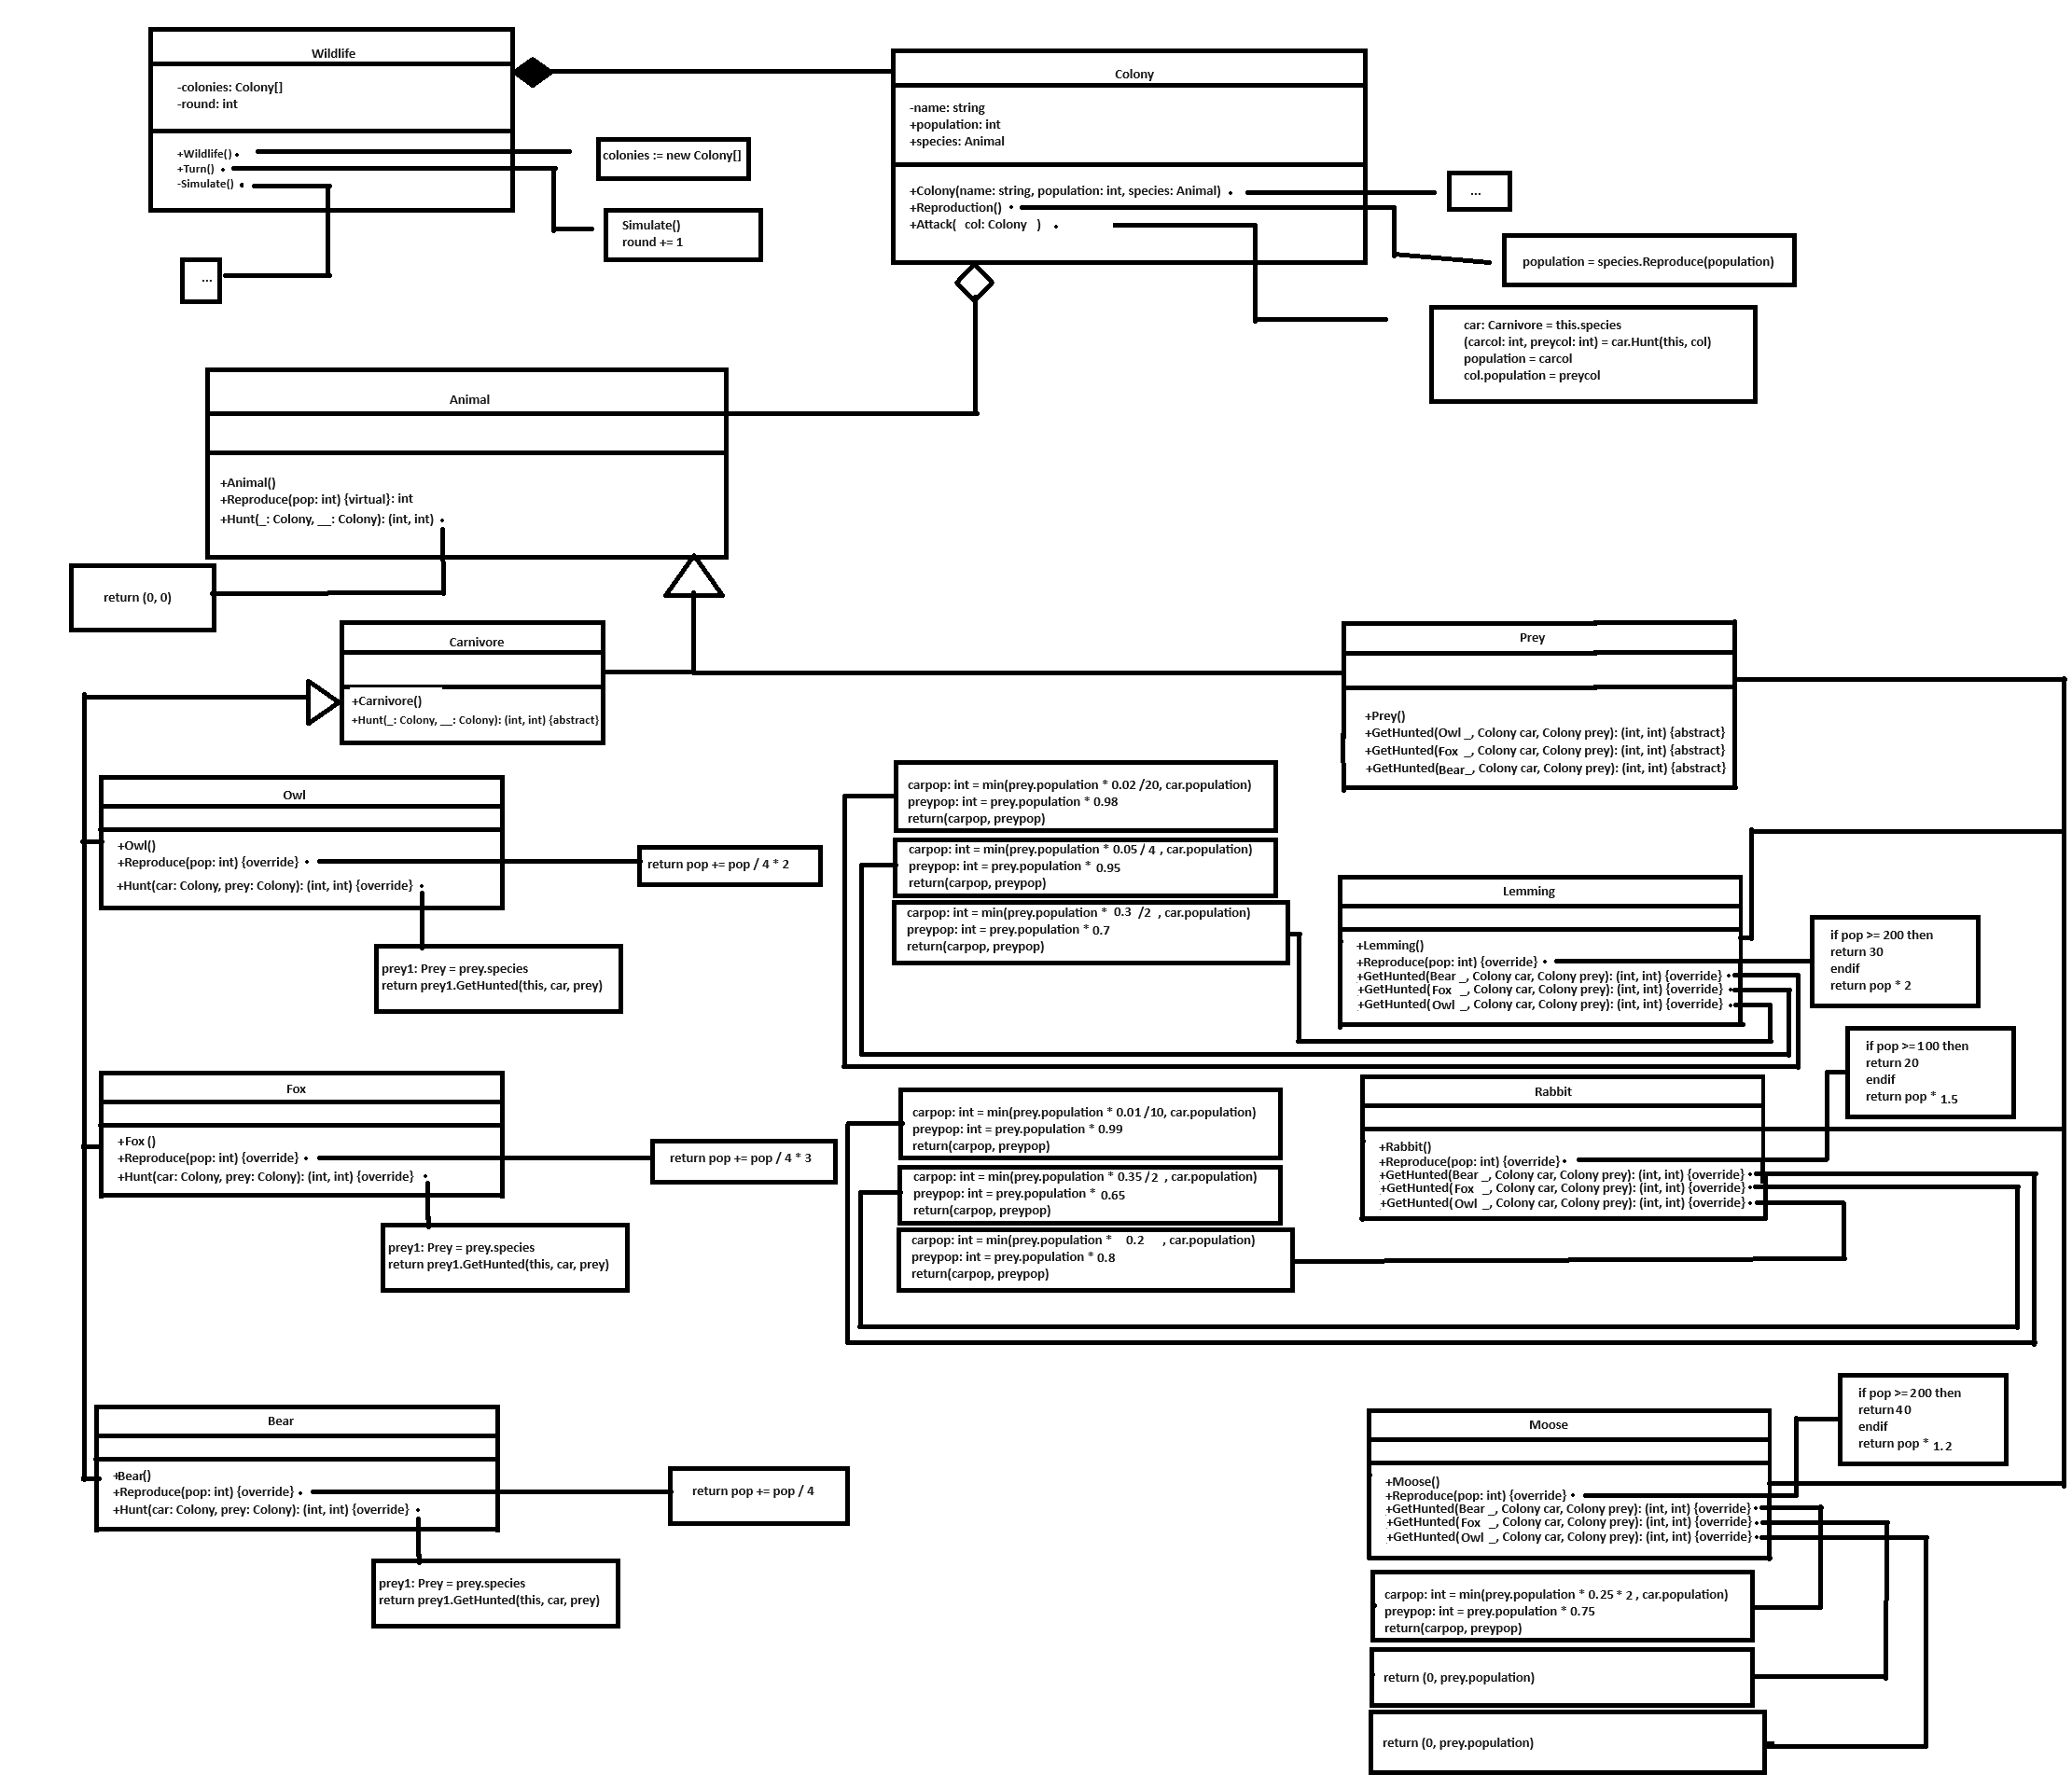 Wildlife
-colonies: Colony[]
-round: int
+Wildlife()
+Turn()
-Simulate()
colonies := new Colony[]
Simulate()
round += 1
...
Colony
-name: string
+population: int
+species: Animal
+Colony(name: string, population: int, species: Animal)
+Reproduction()
+Attack( col: Colony )
...
population = species.Reproduce(population)
car: Carnivore = this.species
(carcol: int, preycol: int) = car.Hunt(this, col)
population = carcol
col.population = preycol
Animal
+Animal()
+Reproduce(pop: int) {virtual}: int
+Hunt(_: Colony, __: Colony): (int, int)
return (0, 0)
Carnivore
+Carnivore()
+Hunt(_: Colony, __: Colony): (int, int) {abstract}
Prey
+Prey()
+GetHunted(Owl _, Colony car, Colony prey): (int, int) {abstract}
+GetHunted(Fox _, Colony car, Colony prey): (int, int) {abstract}
+GetHunted(Bear_, Colony car, Colony prey): (int, int) {abstract}
Owl
+Owl()
+Reproduce(pop: int) {override}
+Hunt(car: Colony, prey: Colony): (int, int) {override}
return pop += pop / 4 * 2
prey1: Prey = prey.species
return prey1.GetHunted(this, car, prey)
carpop: int = min(prey.population * 0.02 /20, car.population)
preypop: int = prey.population * 0.98
return(carpop, preypop)
carpop: int = min(prey.population * 0.05 / 4 , car.population)
preypop: int = prey.population * 0.95
return(carpop, preypop)
carpop: int = min(prey.population * 0.3 /2 , car.population)
preypop: int = prey.population * 0.7
return(carpop, preypop)
Lemming
+Lemming()
+Reproduce(pop: int) {override}
+GetHunted(Bear _, Colony car, Colony prey): (int, int) {override}
+GetHunted(Fox _, Colony car, Colony prey): (int, int) {override}
+GetHunted(Owl _, Colony car, Colony prey): (int, int) {override}
if pop >= 200 then
return 30
endif
return pop * 2
Fox
+Fox ()
+Reproduce(pop: int) {override}
+Hunt(car: Colony, prey: Colony): (int, int) {override}
return pop += pop / 4 * 3
prey1: Prey = prey.species
return prey1.GetHunted(this, car, prey)
carpop: int = min(prey.population * 0.01 /10, car.population)
preypop: int = prey.population * 0.99
return(carpop, preypop)
carpop: int = min(prey.population * 0.35 /2 , car.population)
preypop: int = prey.population * 0.65
return(carpop, preypop)
carpop: int = min(prey.population * 0.2 , car.population)
preypop: int = prey.population * 0.8
return(carpop, preypop)
Rabbit
+Rabbit()
+Reproduce(pop: int) {override}
+GetHunted(Bear _, Colony car, Colony prey): (int, int) {override}
+GetHunted(Fox _, Colony car, Colony prey): (int, int) {override}
+GetHunted(Owl _, Colony car, Colony prey): (int, int) {override}
if pop >= 100 then
return 20
endif
return pop * 1.5
Bear
+Bear()
+Reproduce(pop: int) {override}
+Hunt(car: Colony, prey: Colony): (int, int) {override}
return pop += pop / 4
prey1: Prey = prey.species
return prey1.GetHunted(this, car, prey)
Moose
+Moose()
+Reproduce(pop: int) {override}
+GetHunted(Bear _, Colony car, Colony prey): (int, int) {override}
+GetHunted(Fox _, Colony car, Colony prey): (int, int) {override}
+GetHunted(Owl _, Colony car, Colony prey): (int, int) {override}
if pop >= 200 then
return 40
endif
return pop * 1.2
carpop: int = min(prey.population * 0.25 * 2 , car.population)
preypop: int = prey.population * 0.75
return(carpop, preypop)
return (0, prey.population)
return (0, prey.population)